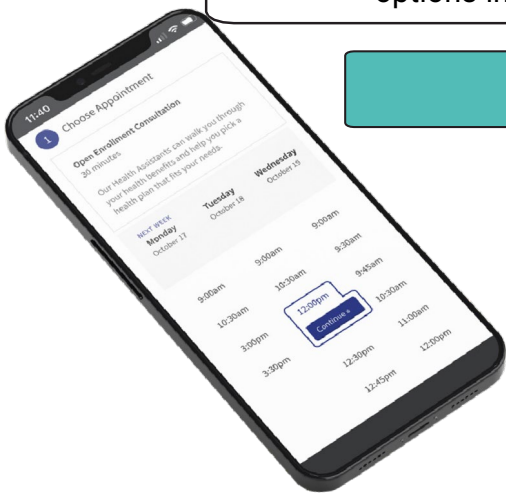 options in
11:40
1 Choose Appointment
Open Enrollment Consultation
30 minutes
Our Health Assistants can walk you through
your health benefits and help you pick a
health plan that fits your needs.
NEXT WEEK
Monday Tuesday Wednesday
October 17 October 18 October 19
9:00am 9:00am 9:00am
10:30am 10:30am 9:30am
3:00pm 12:00pm 9:45am
3:30pm Continue » 10:30am
12:30pm 11:00am
12:45pm 12:00pm